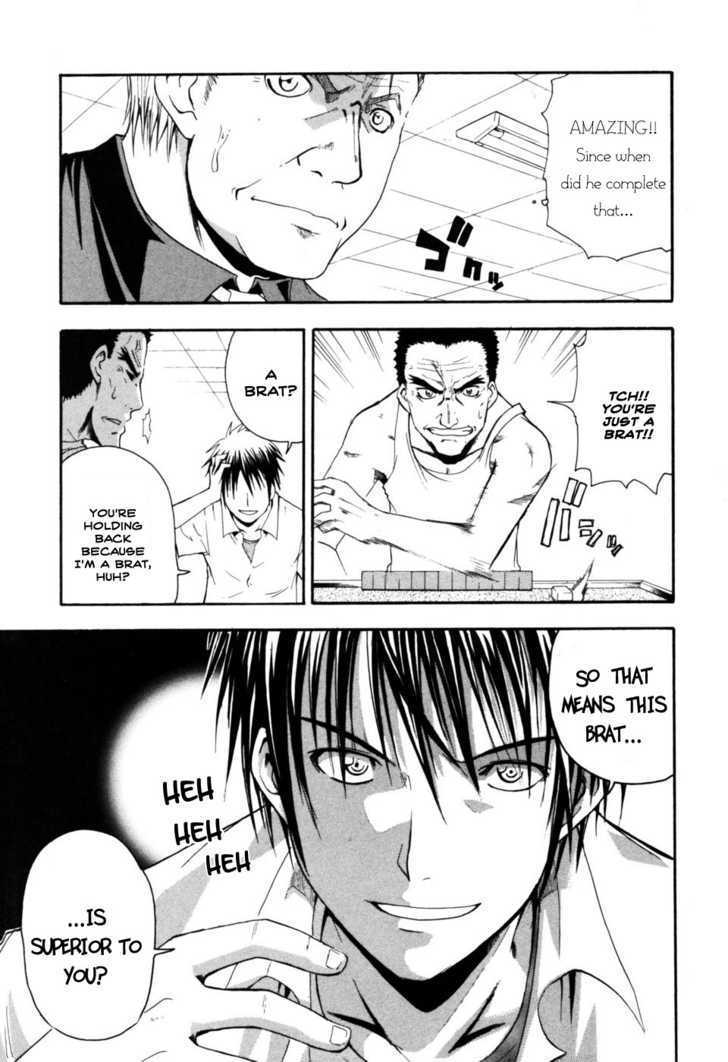 AMAZING!!
Since when
did he complete
that...
TCH!!
YOU'RE
JUST A
BRAT!!
A
BRAT?
YOU'RE
HOLDING
BACK
BECAUSE
I'M A BRAT,
HUH?
SO THAT
MEANS THIS
BRAT...
HEH
HEH
HEH
...IS
SUPERIOR TO
YOU?